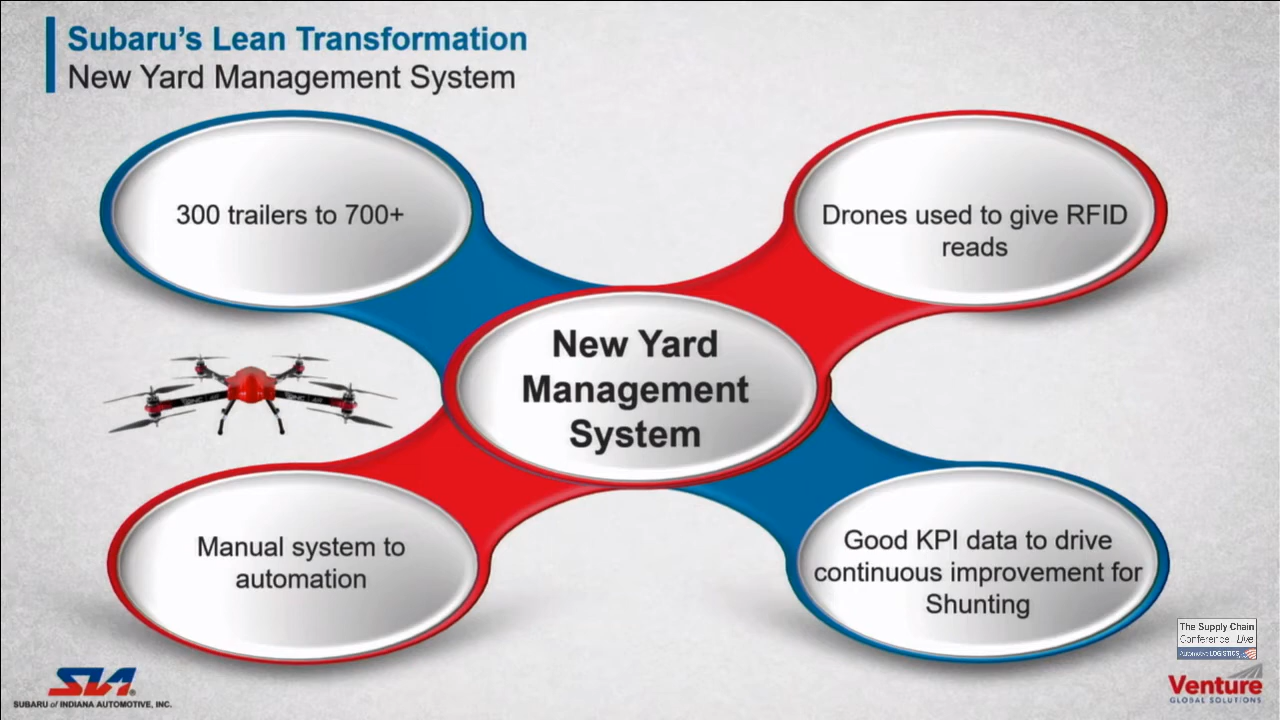 Subaru's Lean Transformation
New Yard Management System
300 trailers to 700+
Drones used to give RFID
reads
New Yard
Management
System
Manual system to
automation
Good KPI data to drive
continuous improvement for
Shunting
The Supply Chain
Conference Live
Automotive LOGISTICS
SIA
SUBARU of INDIANA AUTOMOTIVE, INC.
Venture
GLOBAL SOLUTIONS